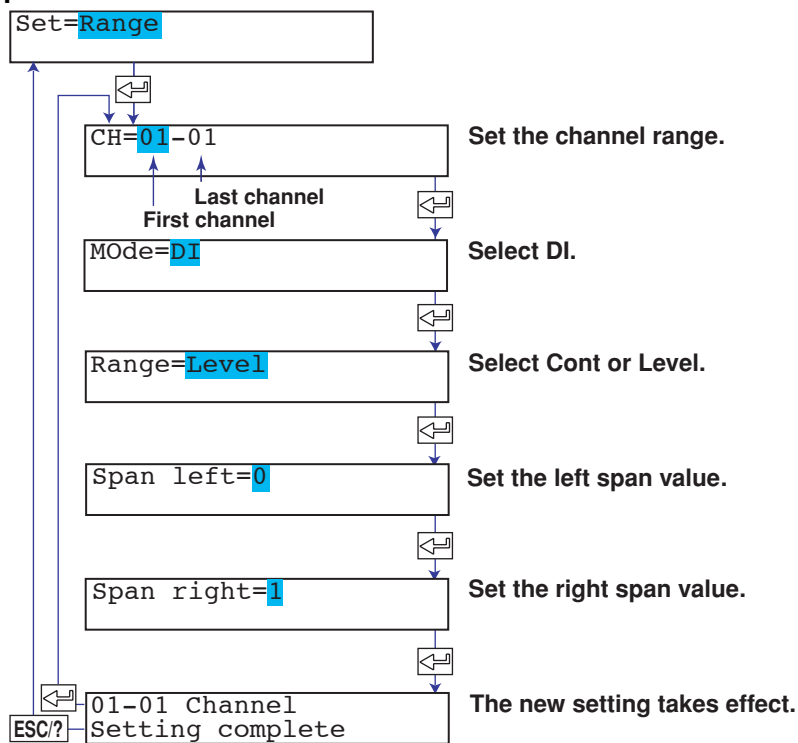 Set=Range
CH=01-01
Set the channel range.
Last channel
First channel
MOde=DI
Select DI.
Range=Level
Select Cont or Level.
Span left=0
Set the left span value.
Span right=1
Set the right span value.
01-01 Channel
The new setting takes effect.
ESC/?
Setting complete